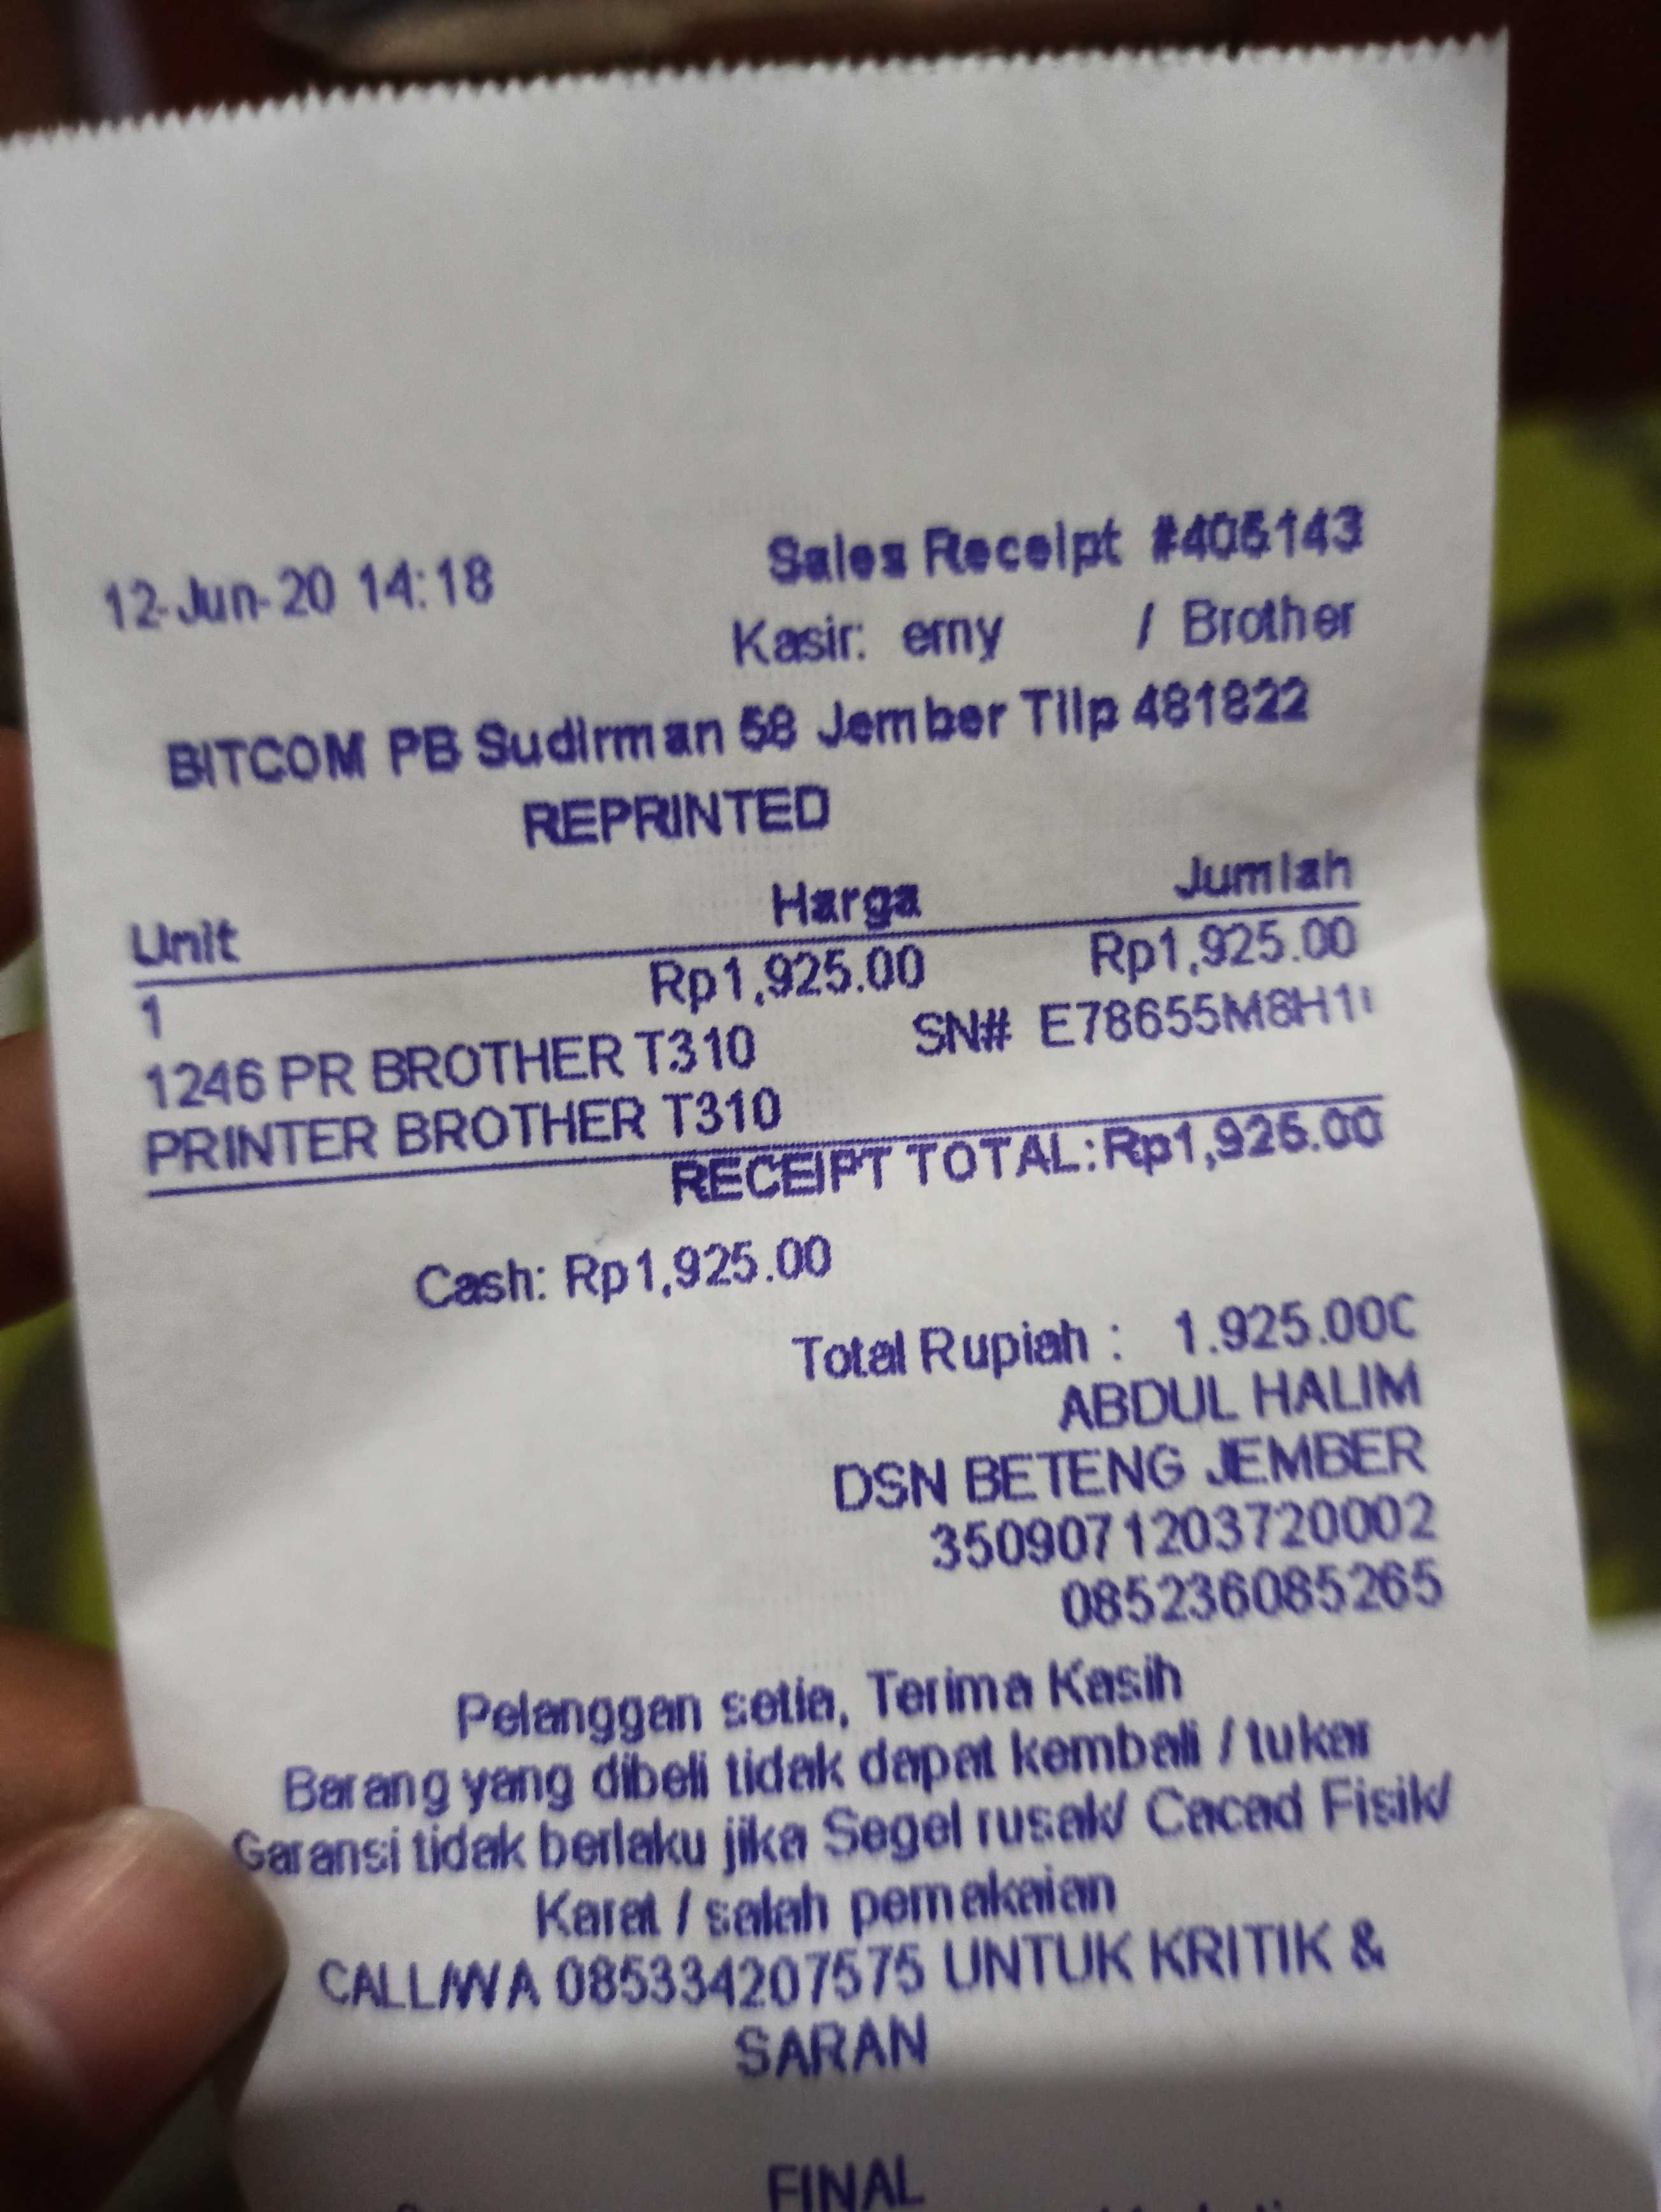 12-Jun-20 14:18
Sales Receipt #405143
Kasir: erny / Brother
BITCOM PB Sudirman 58 Jember Tilp 481822
REPRINTED
Unit Harga Jumlah
1 Rp1,925.00 Rp1,925.00
1246 PR BROTHER T310 SN# E78655M8H1
PRINTER BROTHER T310
RECEIPT TOTAL: Rp1,925.00
Cash: Rp1,925.00
Total Rupiah : 1.925.000
ABDUL HALIM
DSN BETENG JEMBER
3509071203720002
085236085265
Pelanggan setia, Terima Kasih
Barang yang dibeli tidak dapat kembali / tukar
Garansi tidak berlaku jika Segel rusak/ Cacad Fisik/
Karat / salah pemakaian
CALL/WA 085334207575 UNTUK KRITIK &
SARAN
FINAL